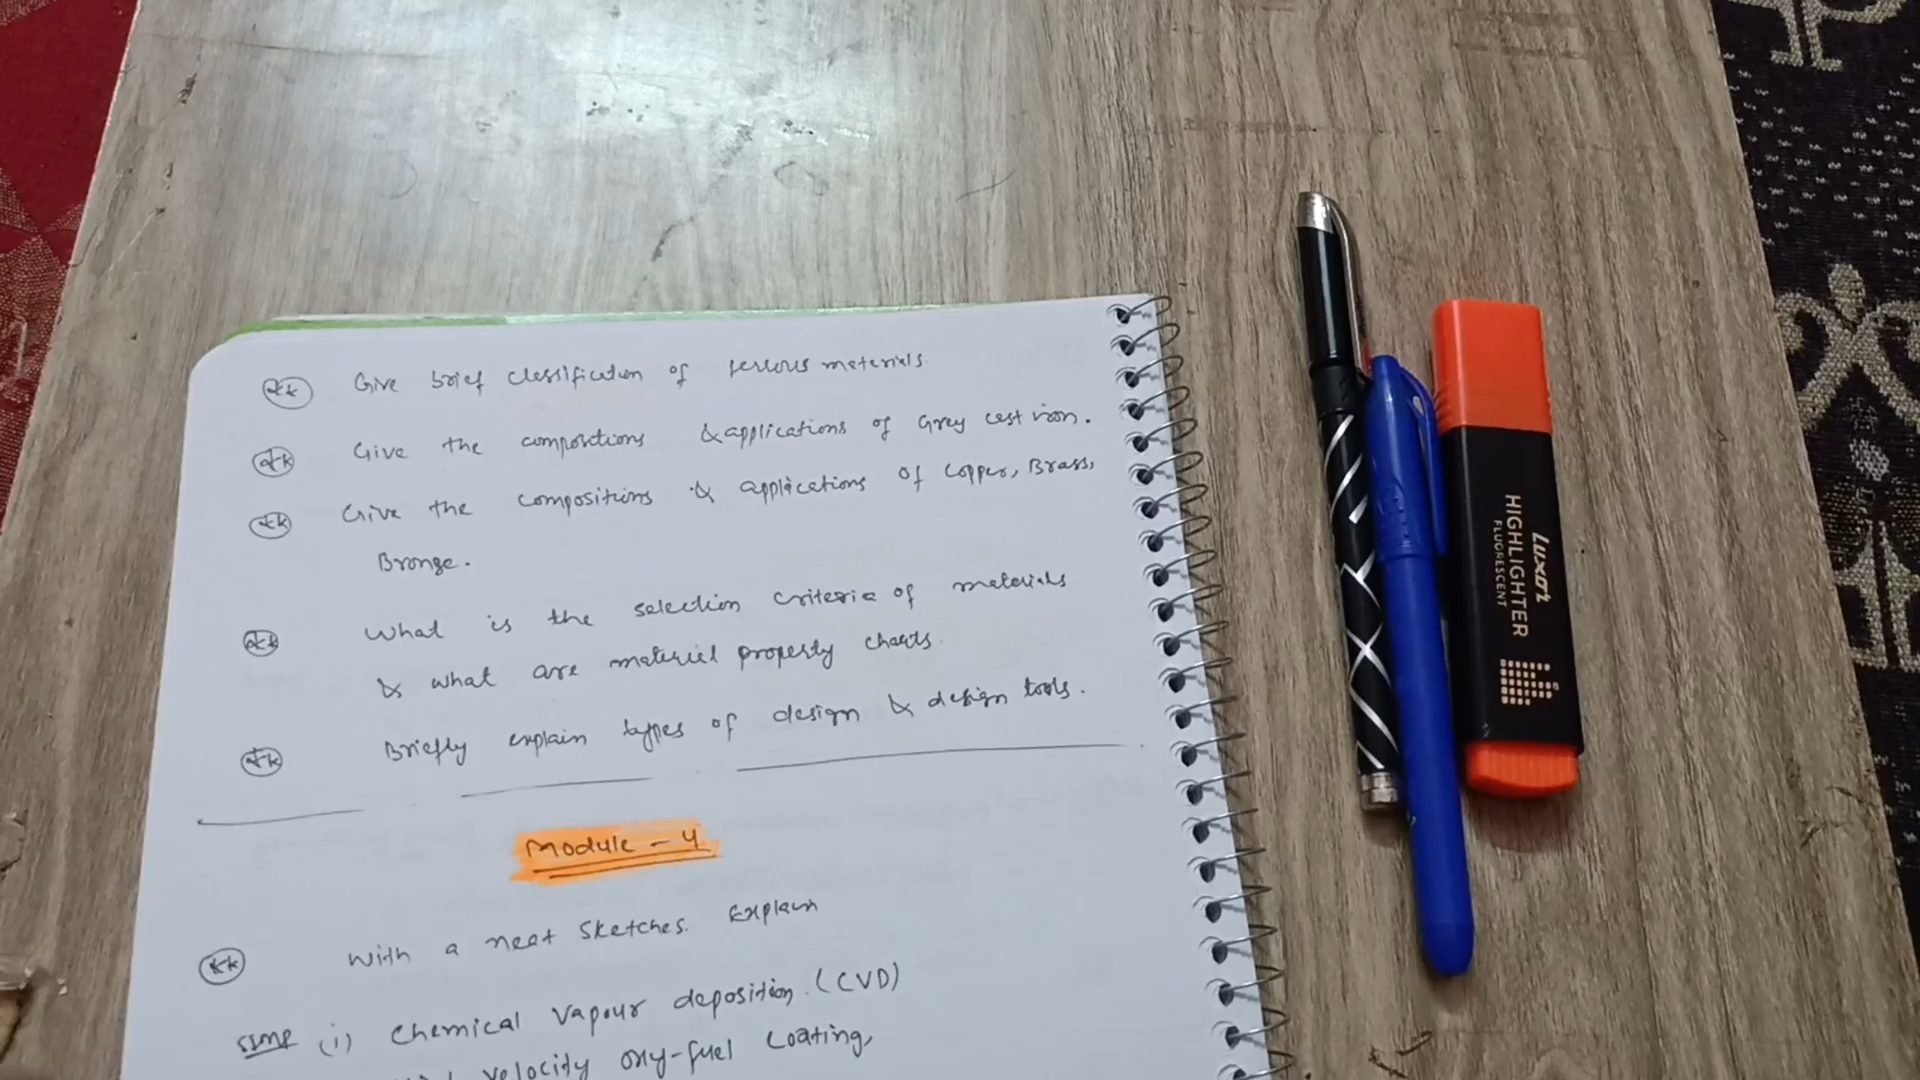 ** Give brief classification of ferrous materials.
** Give the compositions & applications of Grey cast iron.
** Give the compositions & applications of Copper, Brass,
Bronze.
** What is the selection criteria of materials
& what are material property charts.
** Briefly explain types of design & design tools.
Module - 4
** With a neat sketches. Explain
(i) Chemical Vapour deposition. (CVD)
velocity oxy-fuel coating,
Luxor
HIGHLIGHTER
FLUORESCENT